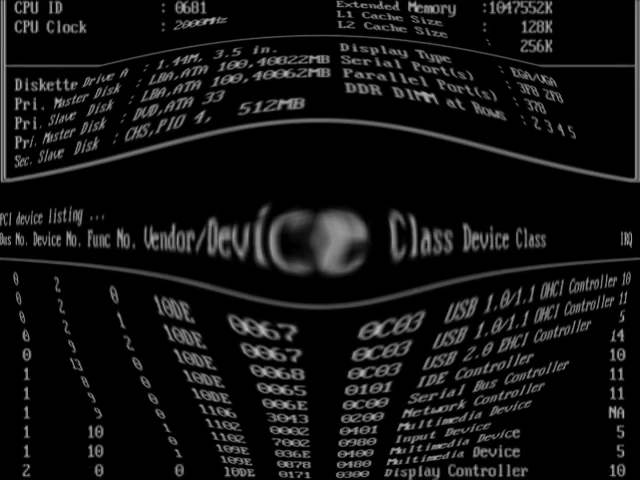 CPU ID : 0681 Extended Memory :1047552K
CPU Clock : 2000MHz L1 Cache Size : 128K
L2 Cache Size : 256K
Diskette Drive A : 1.44M, 3.5 in. Display Type : EGA/VGA
Pri. Master Disk : LBA,ATA 100,40822MB Serial Port(s) : 3F8 2F8
Pri. Slave Disk : LBA,ATA 100,40062MB Parallel Port(s) : 378
Pri. Master Disk : DVD,ATA 33 DDR DIMM at Rows : 2 3 4 5
Sec. Slave Disk : CHS,PIO 4, 512MB
PCI device listing ...
Bus No. Device No. Func No. Vendor/Device Class Device Class IRQ
0 2 0 10DE 0067 0C03 USB 1.0/1.1 OHCI Controller 10
0 2 1 10DE 0067 0C03 USB 1.0/1.1 OHCI Controller 11
0 2 2 10DE 0068 0C03 USB 2.0 EHCI Controller 5
0 9 0 10DE 0065 0101 IDE Controller 14
0 13 0 10DE 006E 0C00 Serial Bus Controller 10
1 8 0 1106 3043 0200 Network Controller 11
1 9 0 1102 0002 0401 Multimedia Device 11
1 9 1 1102 7002 0980 Input Device NA
1 10 0 109E 036E 0400 Multimedia Device 5
1 10 1 109E 0878 0480 Multimedia Device 5
2 0 0 10DE 0171 0300 Display Controller 10